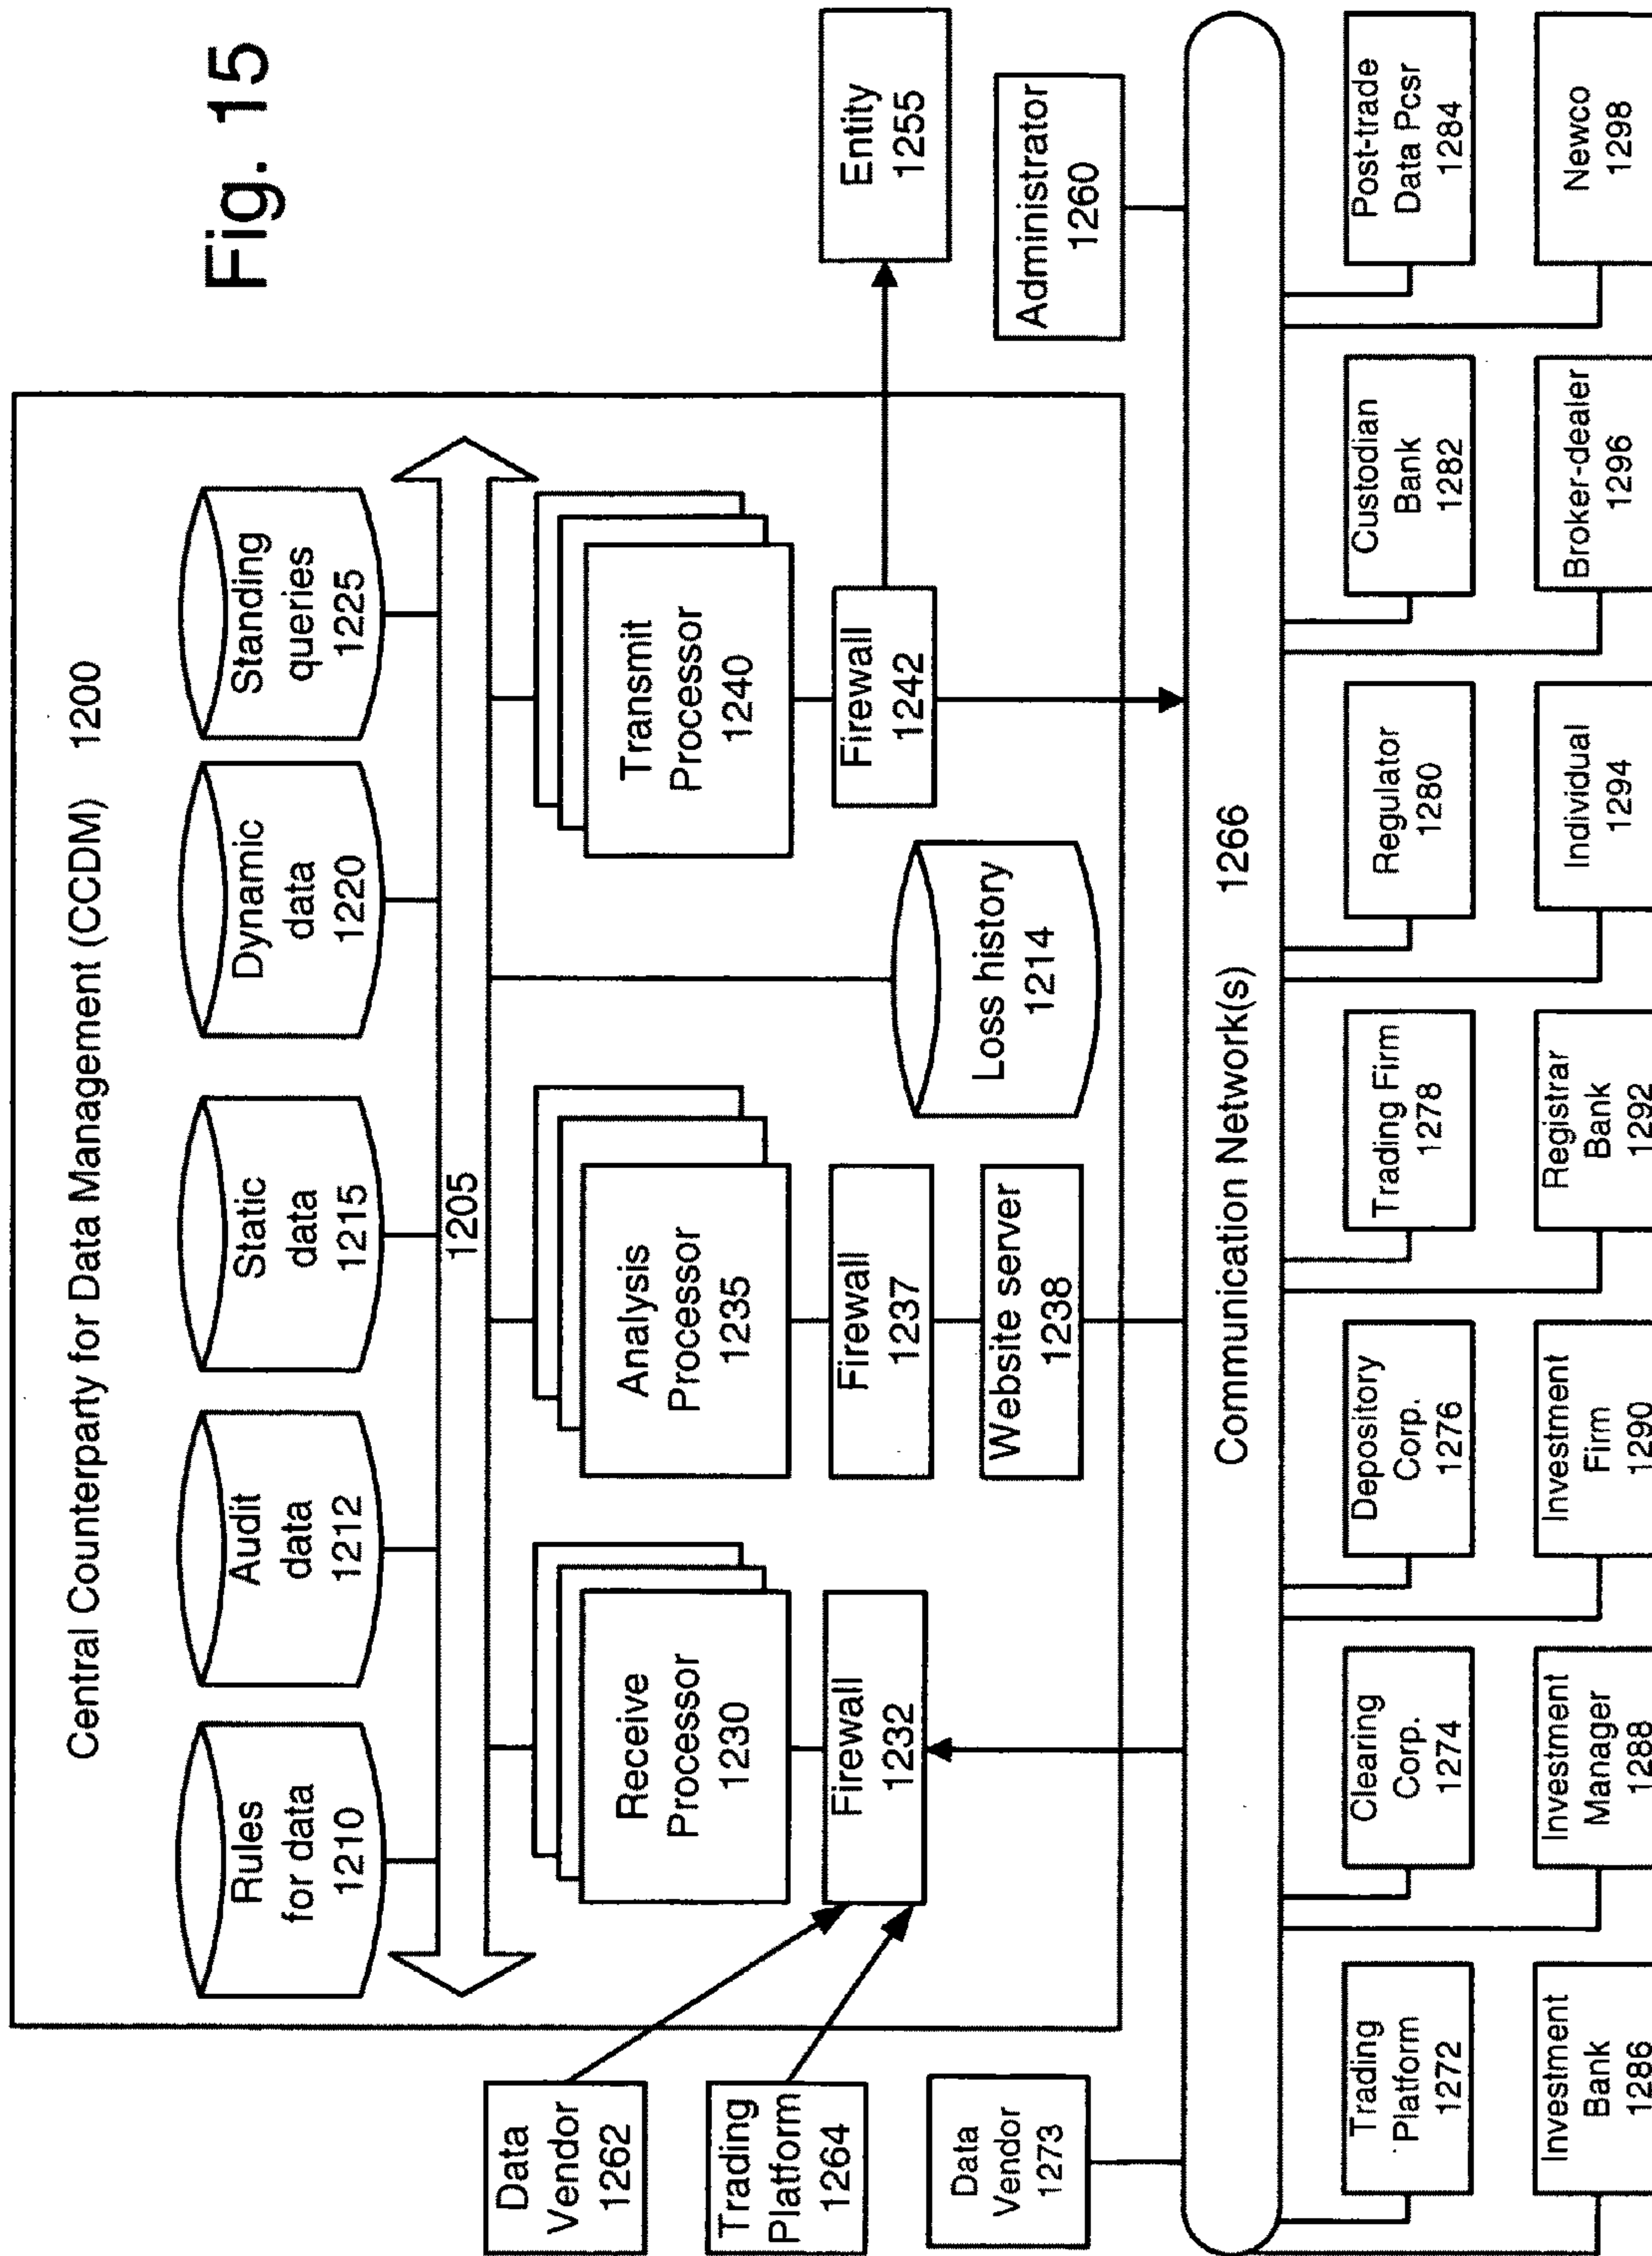 Fig. 15
Central Counterparty for Data Management (CCDM) 1200
Rules
for data
1210
Audit
data
1212
Static
data
1215
Dynamic
data
1220
Standing
queries
1225
1205
Receive
Processor
1230
Analysis
Processor
1235
Transmit
Processor
1240
Firewall
1232
Firewall
1237
Firewall
1242
Website server
1238
Loss history
1214
Data
Vendor
1262
Trading
Platform
1264
Data
Vendor
1273
Entity
1255
Administrator
1260
Communication Network(s) 1266
Trading
Platform
1272
Clearing
Corp.
1274
Depository
Corp.
1276
Trading Firm
1278
Regulator
1280
Custodian
Bank
1282
Post-trade
Data Pcsr
1284
Investment
Bank
1286
Investment
Manager
1288
Investment
Firm
1290
Registrar
Bank
1292
Individual
1294
Broker-dealer
1296
Newco
1298